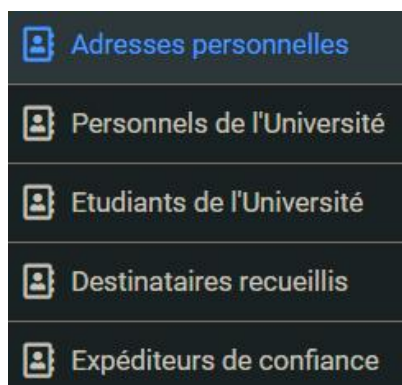 Adresses personnelles
Personnels de l'Université
Etudiants de l'Université
Destinataires recueillis
Expéditeurs de confiance